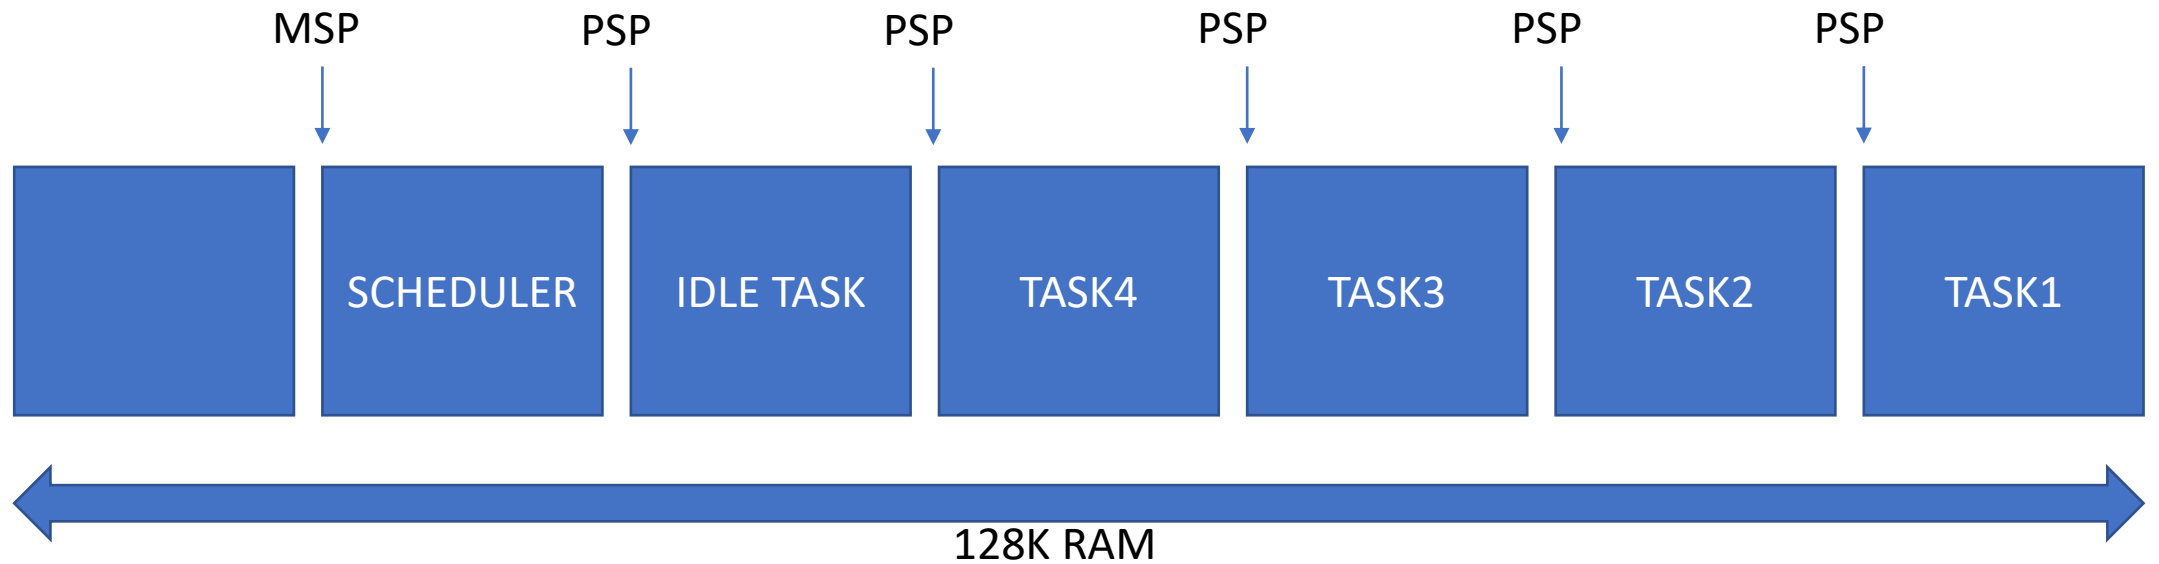 MSP PSP PSP PSP PSP PSP
SCHEDULER IDLE TASK TASK4 TASK3 TASK2 TASK1
128K RAM